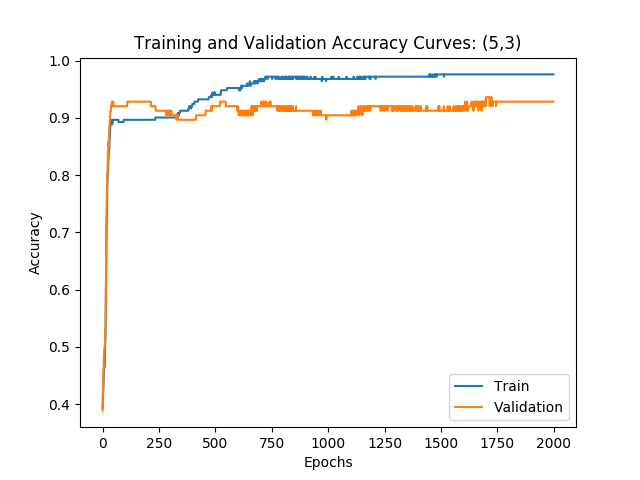 Training and Validation Accuracy Curves: (5,3)
1.0
0.9
0.8
0.7
0.6
0.5
0.4
Accuracy
0 250 500 750 1000 1250 1500 1750 2000
Epochs
Train
Validation